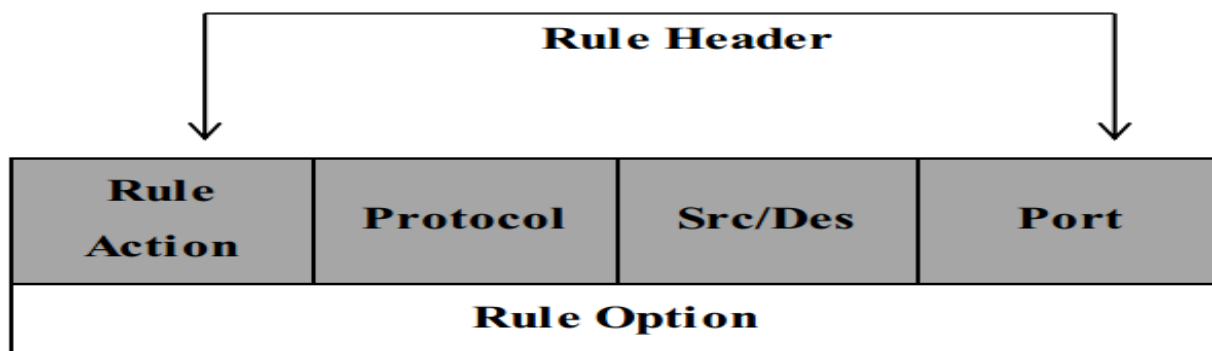 Rule Header
Rule
Action
Protocol
Src/Des
Port
Rule Option